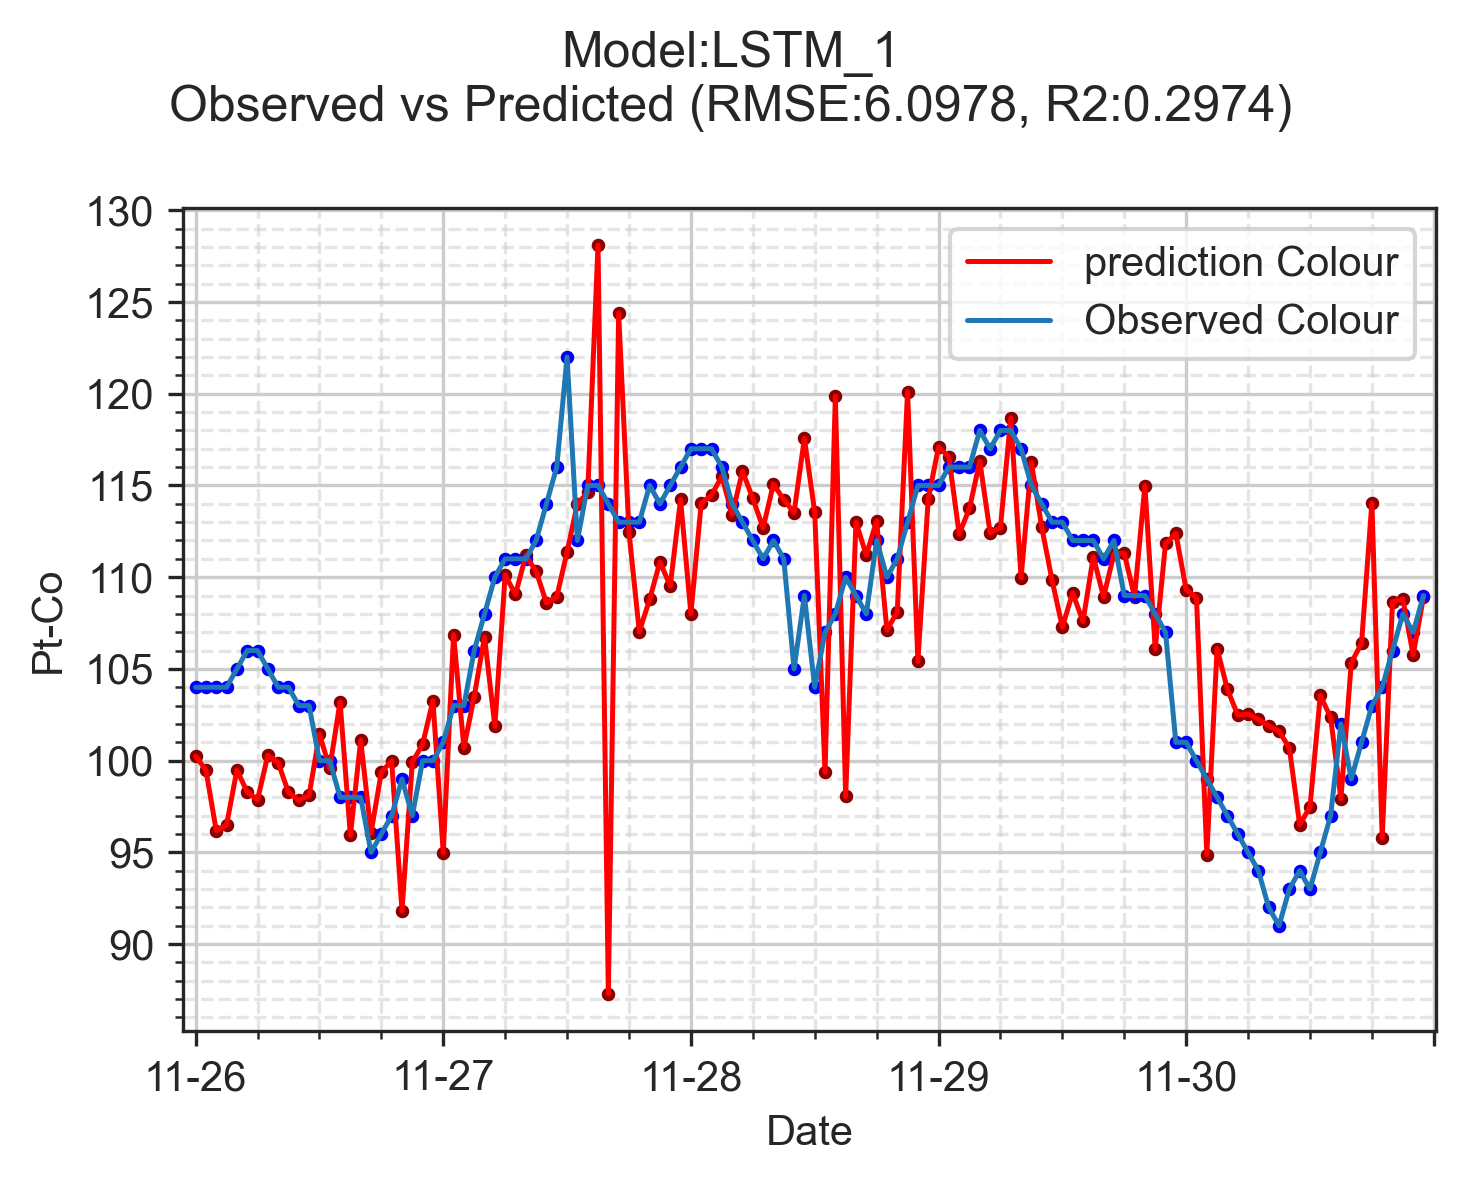 Model:LSTM_1
Observed vs Predicted (RMSE:6.0978, R2:0.2974)
130
125
120
115
110
105
100
95
90
prediction Colour
Observed Colour
Pt-Co
11-26
11-27
11-28
11-29
11-30
Date